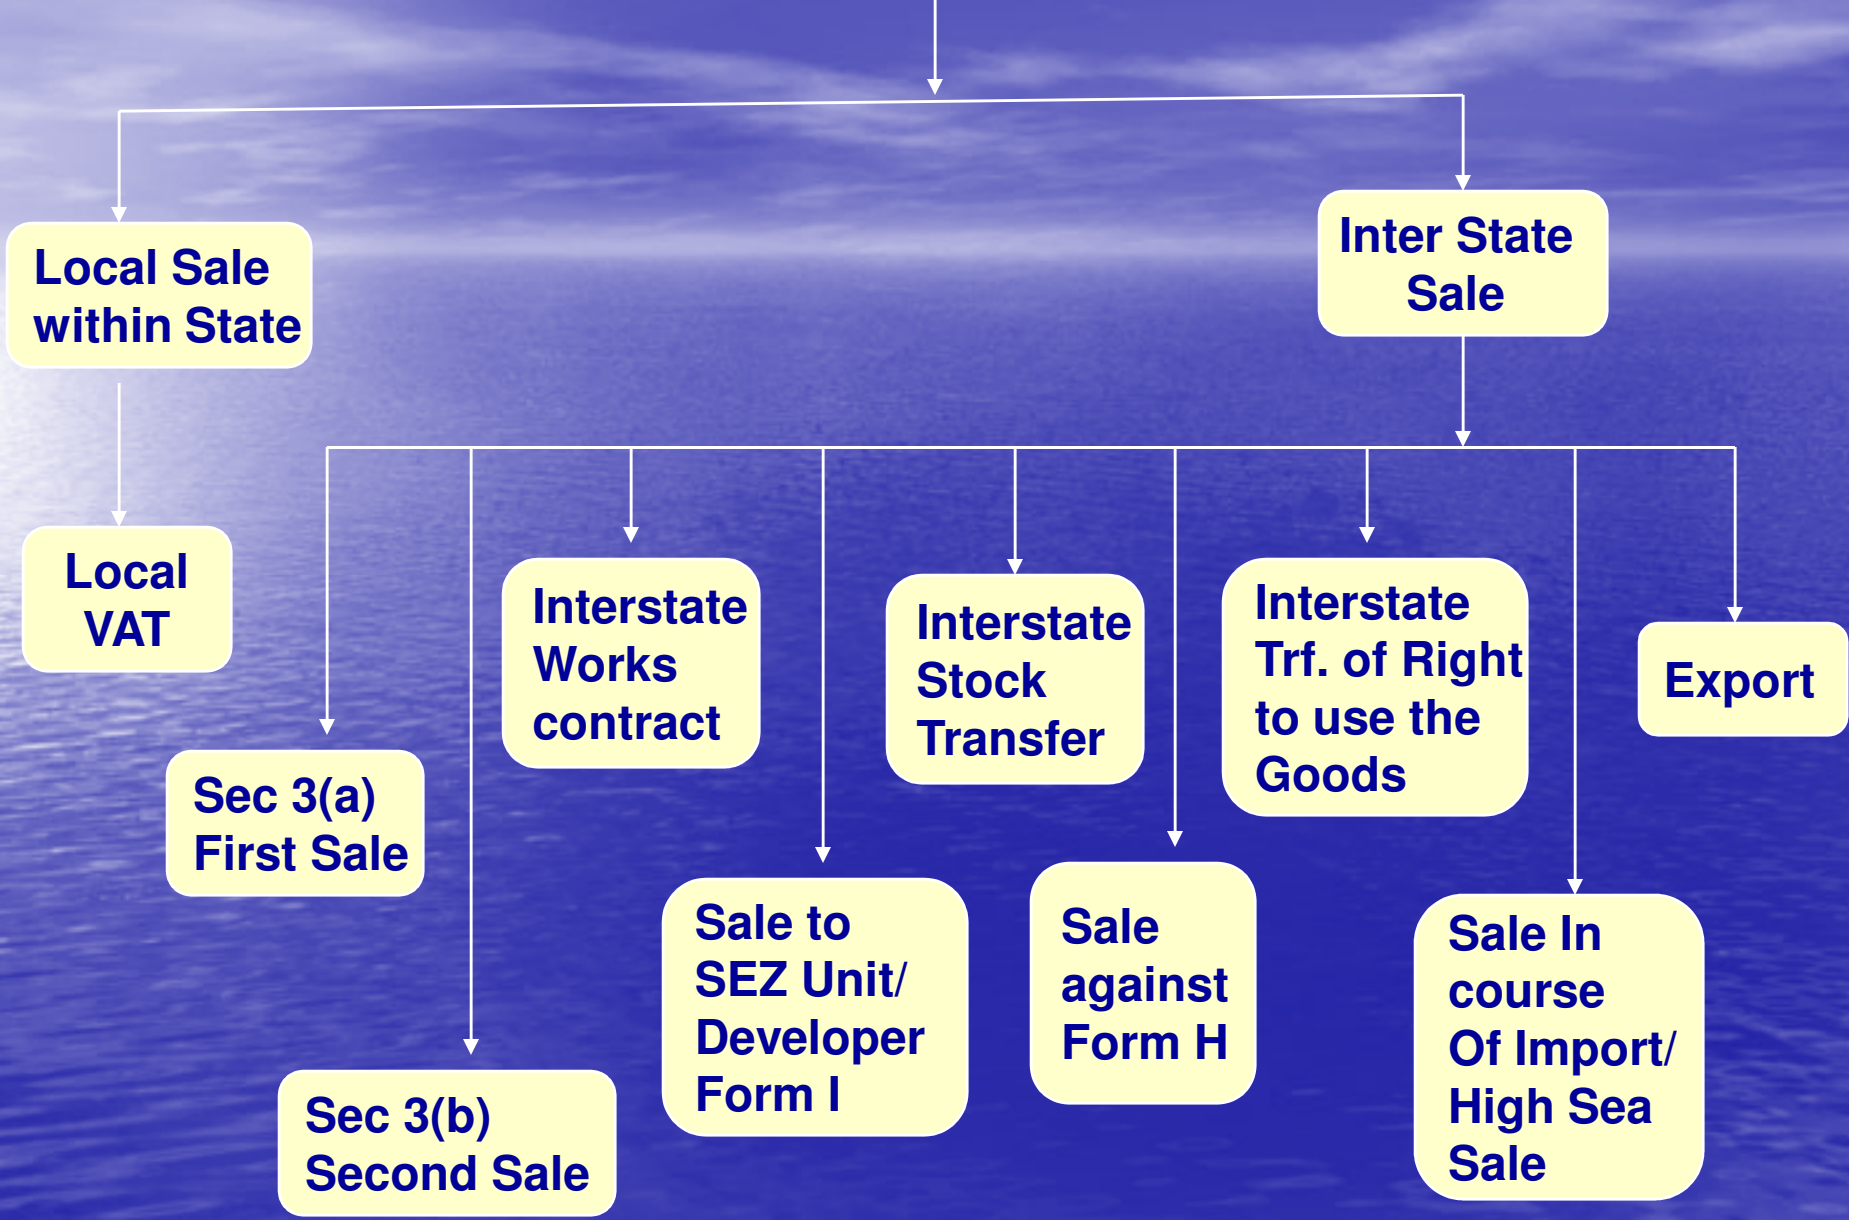 Local Sale
within State
Inter State
Sale
Local
VAT
Sec 3(a)
First Sale
Sec 3(b)
Second Sale
Interstate
Works
contract
Sale to
SEZ Unit/
Developer
Form I
Interstate
Stock
Transfer
Sale
against
Form H
Interstate
Trf. of Right
to use the
Goods
Sale In
course
Of Import/
High Sea
Sale
Export